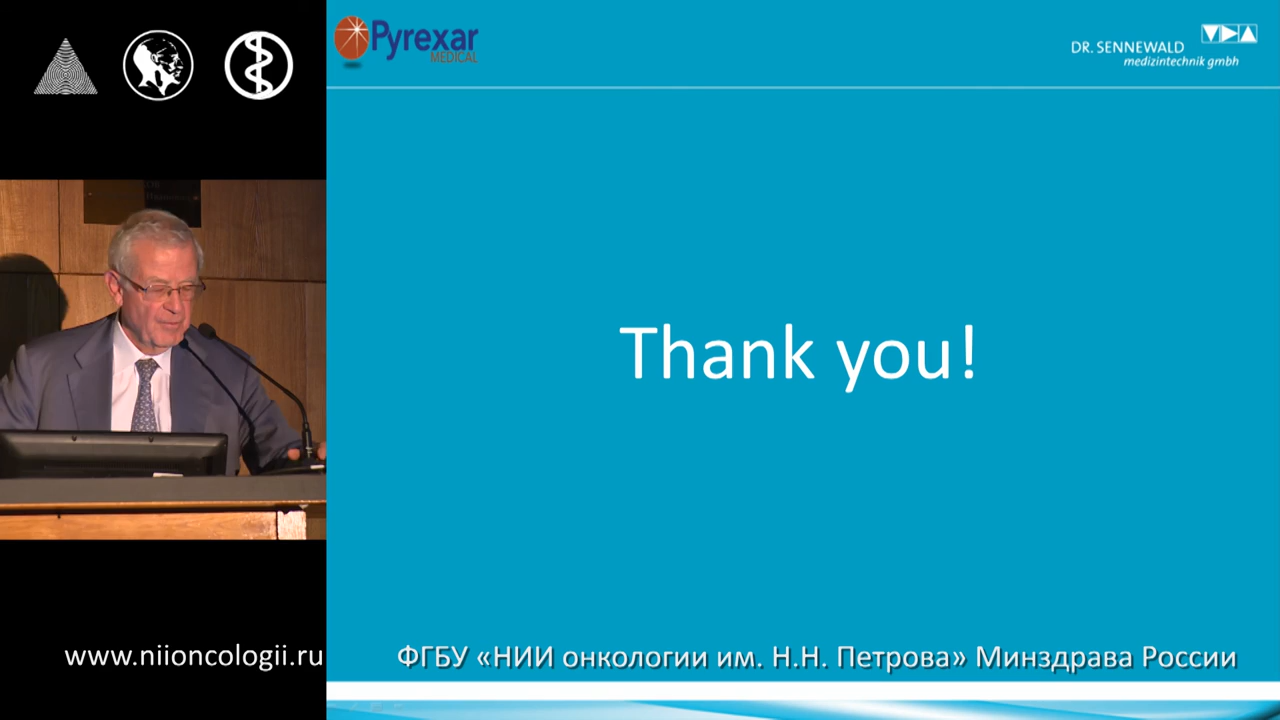 Pyrexar
MEDICAL
DR. SENNEWALD
medizintechnik gmbh
Thank you!
www.niioncologii.ru
ФГБУ «НИИ онкологии им. Н.Н. Петрова» Минздрава России